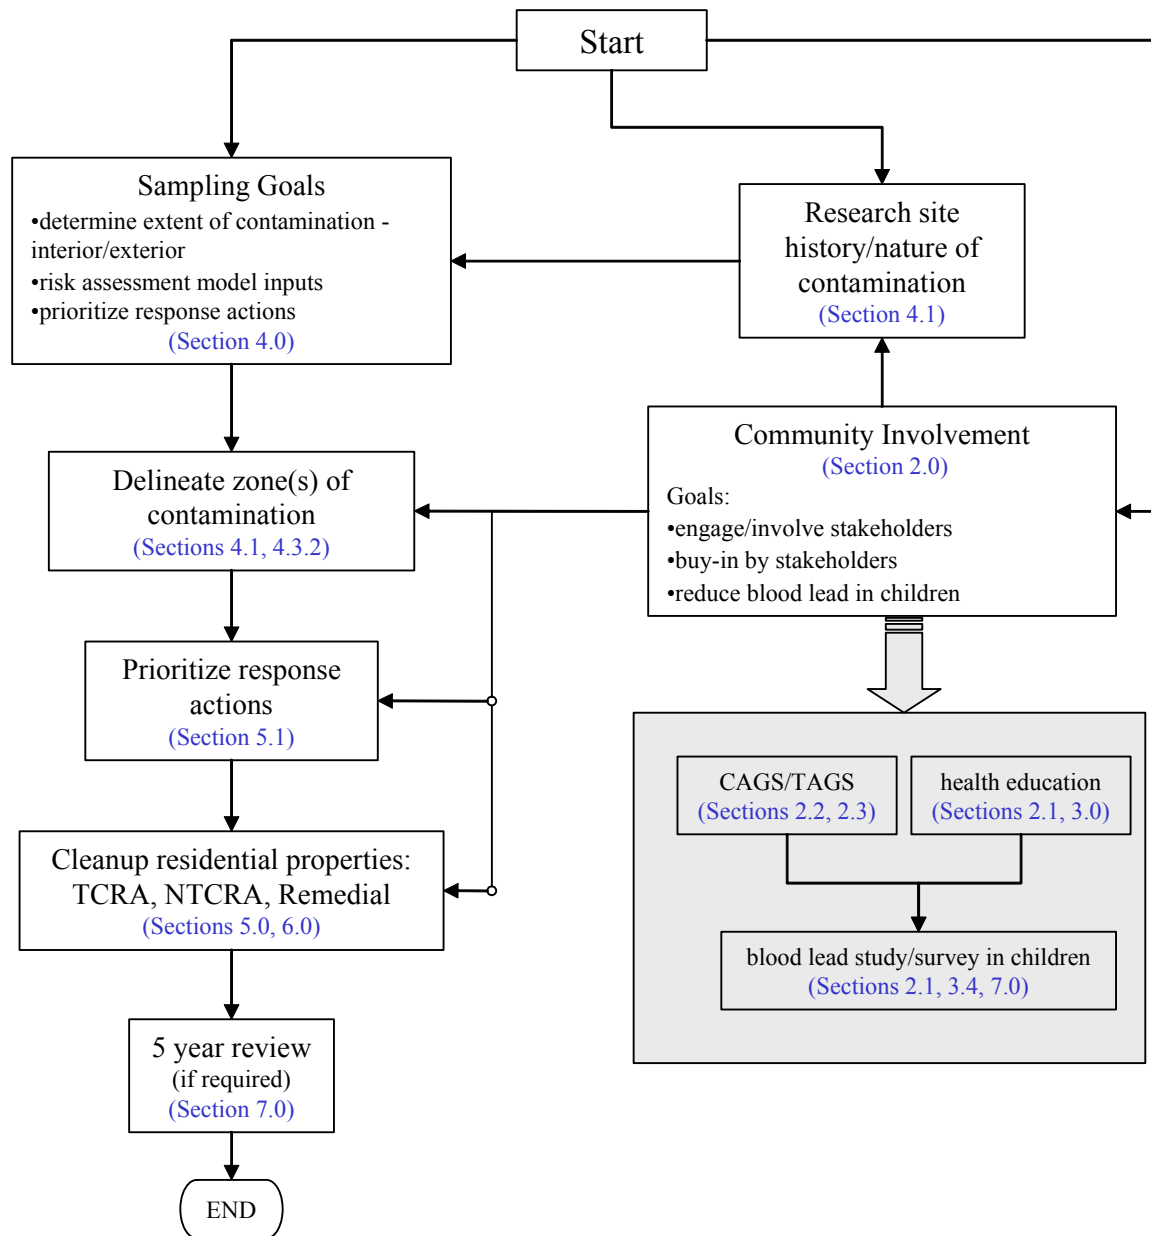 Start
Sampling Goals
•determine extent of contamination -
interior/exterior
•risk assessment model inputs
•prioritize response actions
(Section 4.0)
Research site
history/nature of
contamination
(Section 4.1)
Community Involvement
(Section 2.0)
Goals:
•engage/involve stakeholders
•buy-in by stakeholders
•reduce blood lead in children
Delineate zone(s) of
contamination
(Sections 4.1, 4.3.2)
Prioritize response
actions
(Section 5.1)
CAGS/TAGS
(Sections 2.2, 2.3)
health education
(Sections 2.1, 3.0)
blood lead study/survey in children
(Sections 2.1, 3.4, 7.0)
Cleanup residential properties:
TCRA, NTCRA, Remedial
(Sections 5.0, 6.0)
5 year review
(if required)
(Section 7.0)
END